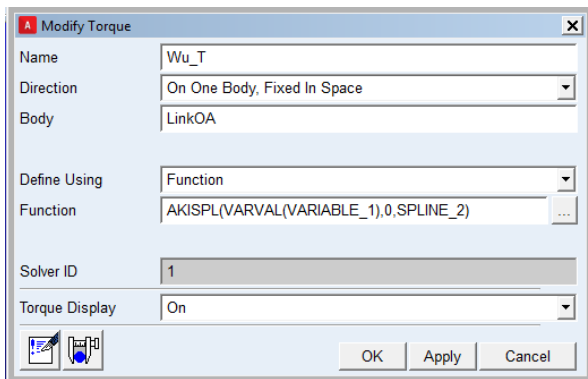 A Modify Torque
Name Wu_T
Direction On One Body, Fixed In Space
Body LinkOA
Define Using Function
Function AKISPL(VARVAL(VARIABLE_1),0,SPLINE_2) ...
Solver ID 1
Torque Display On
OK Apply Cancel